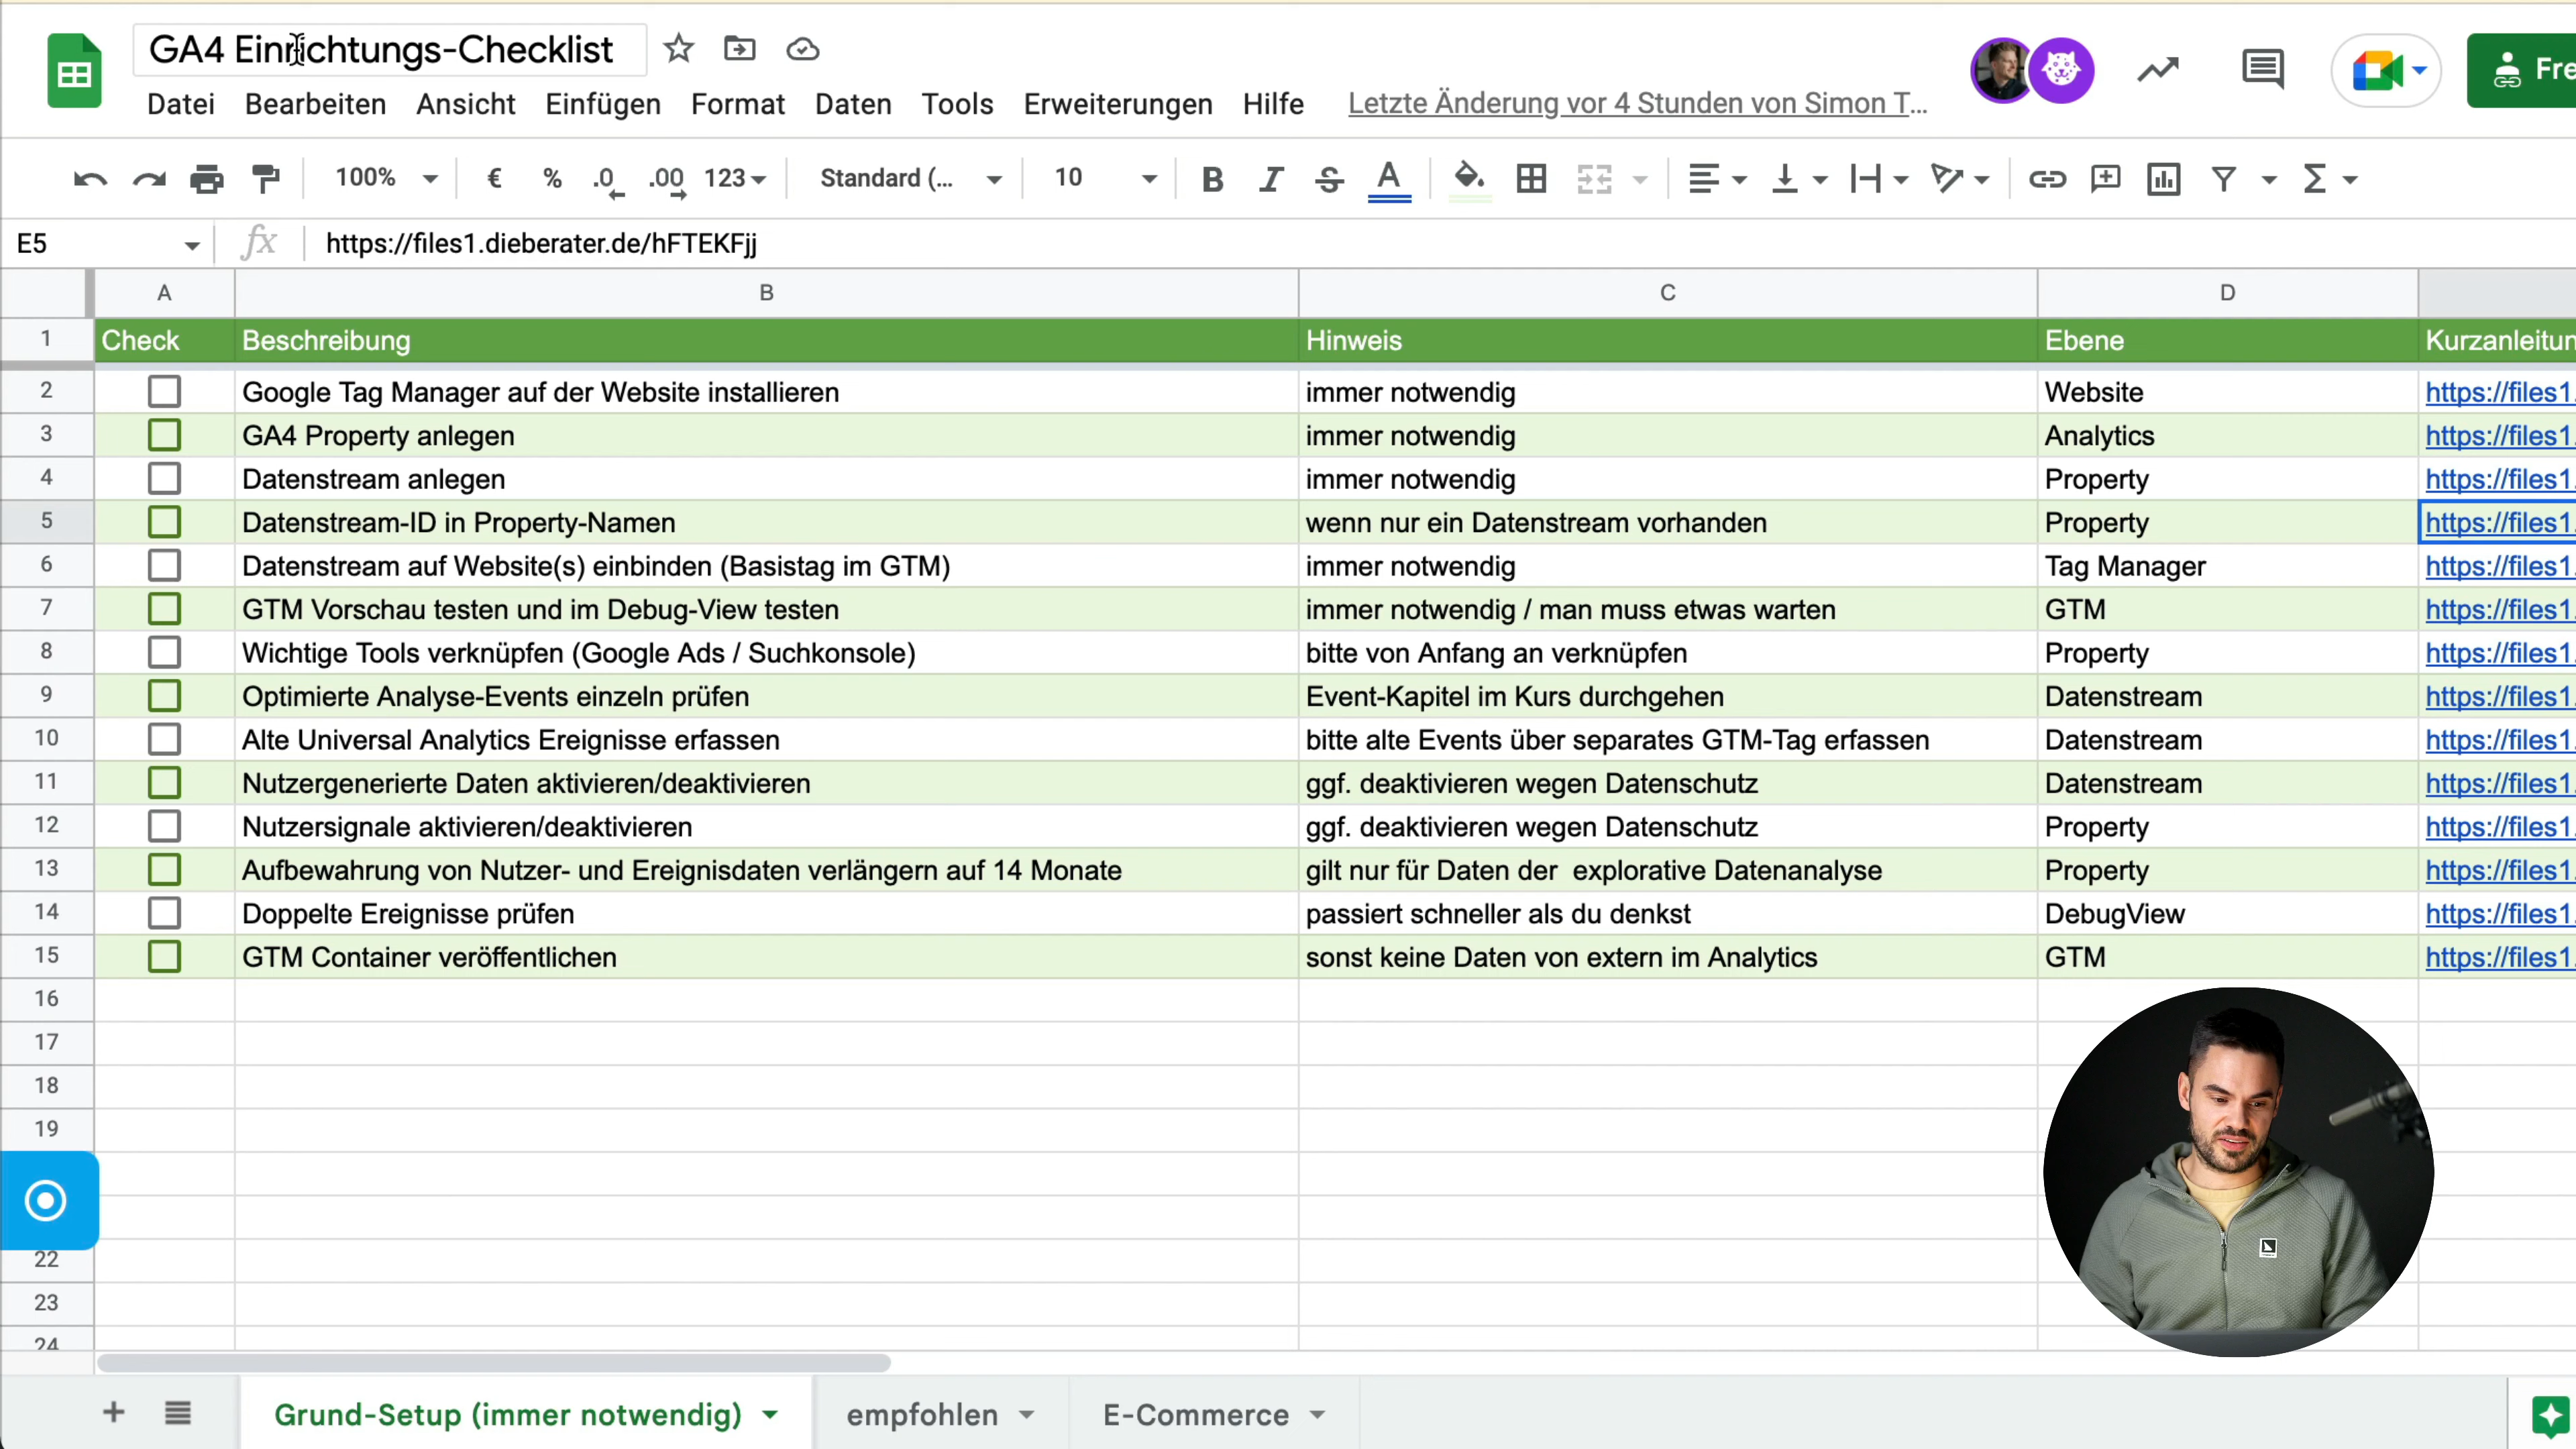 GA4 Einrichtungs-Checklist
Datei Bearbeiten Ansicht Einfügen Format Daten Tools Erweiterungen Hilfe Letzte Änderung vor 4 Stunden von Simon T...
Fre
100% € % .0 .00 123 Standard (... 10 B I S A
E5 fx https://files1.dieberater.de/hFTEKFjj
A B C D
1 Check Beschreibung Hinweis Ebene Kurzanleitun
2 Google Tag Manager auf der Website installieren immer notwendig Website https://files1.
3 GA4 Property anlegen immer notwendig Analytics https://files1.
4 Datenstream anlegen immer notwendig Property https://files1.
5 Datenstream-ID in Property-Namen wenn nur ein Datenstream vorhanden Property https://files1.
6 Datenstream auf Website(s) einbinden (Basistag im GTM) immer notwendig Tag Manager https://files1.
7 GTM Vorschau testen und im Debug-View testen immer notwendig / man muss etwas warten GTM https://files1.
8 Wichtige Tools verknüpfen (Google Ads / Suchkonsole) bitte von Anfang an verknüpfen Property https://files1.
9 Optimierte Analyse-Events einzeln prüfen Event-Kapitel im Kurs durchgehen Datenstream https://files1.
10 Alte Universal Analytics Ereignisse erfassen bitte alte Events über separates GTM-Tag erfassen Datenstream https://files1.
11 Nutzergenerierte Daten aktivieren/deaktivieren ggf. deaktivieren wegen Datenschutz Datenstream https://files1.
12 Nutzersignale aktivieren/deaktivieren ggf. deaktivieren wegen Datenschutz Property https://files1.
13 Aufbewahrung von Nutzer- und Ereignisdaten verlängern auf 14 Monate gilt nur für Daten der explorative Datenanalyse Property https://files1.
14 Doppelte Ereignisse prüfen passiert schneller als du denkst DebugView https://files1.
15 GTM Container veröffentlichen sonst keine Daten von extern im Analytics GTM https://files1.
16
17
18
19
22
23
24
Grund-Setup (immer notwendig) empfohlen E-Commerce